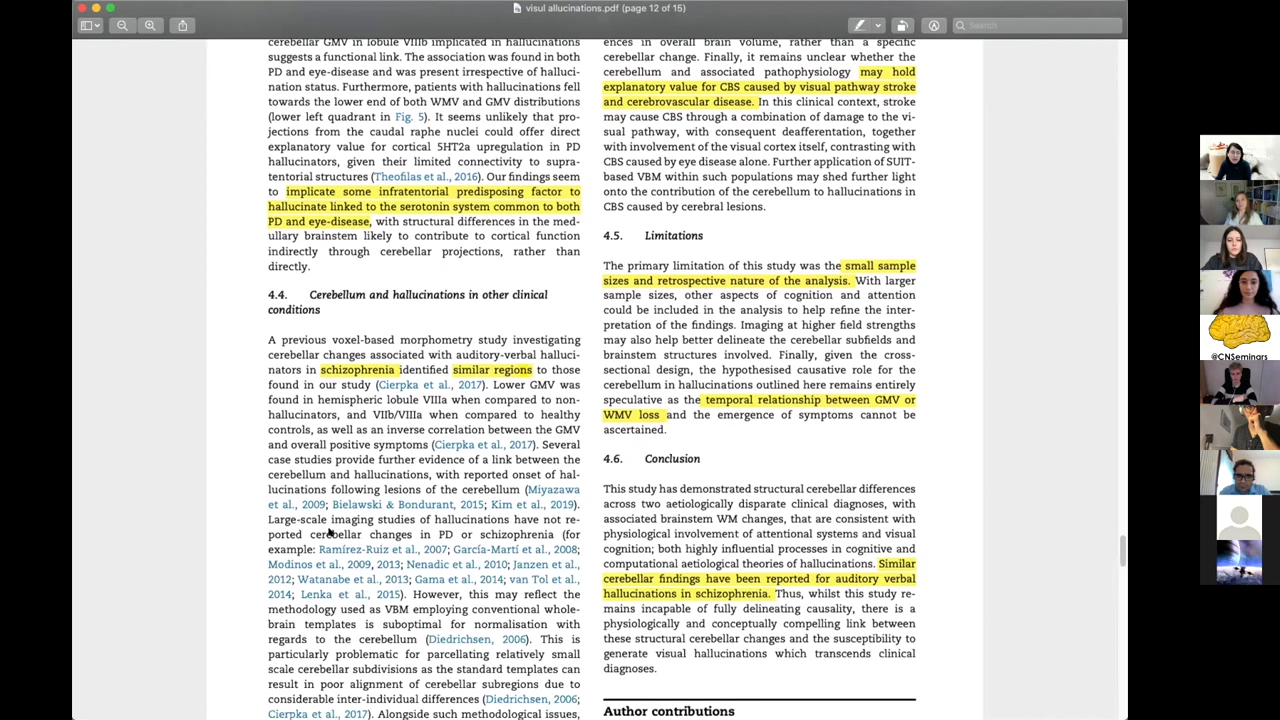 visul allucinations.pdf (page 12 of 15)
Search
cerebellar GMV in lobule VIIIb implicated in hallucinations
suggests a functional link. The association was found in both
PD and eye-disease and was present irrespective of halluci-
nation status. Furthermore, patients with hallucinations fell
towards the lower end of both WMV and GMV distributions
(lower left quadrant in Fig. 5). It seems unlikely that pro-
jections from the caudal raphe nuclei could offer direct
explanatory value for cortical 5HT2a upregulation in PD
hallucinators, given their limited connectivity to supra-
tentorial structures (Theofilas et al., 2016). Our findings seem
to implicate some infratentorial predisposing factor to
hallucinate linked to the serotonin system common to both
PD and eye-disease, with structural differences in the med-
ullary brainstem likely to contribute to cortical function
indirectly through cerebellar projections, rather than
directly.
4.4. Cerebellum and hallucinations in other clinical
conditions
A previous voxel-based morphometry study investigating
cerebellar changes associated with auditory-verbal halluci-
nators in schizophrenia identified similar regions to those
found in our study (Cierpka et al., 2017). Lower GMV was
found in hemispheric lobule VIIIa when compared to non-
hallucinators, and VIIb/VIIIa when compared to healthy
controls, as well as an inverse correlation between the GMV
and overall positive symptoms (Cierpka et al., 2017). Several
case studies provide further evidence of a link between the
cerebellum and hallucinations, with reported onset of hal-
lucinations following lesions of the cerebellum (Miyazawa
et al., 2009; Bielawski & Bondurant, 2015; Kim et al., 2019).
Large-scale imaging studies of hallucinations have not re-
ported cerebellar changes in PD or schizophrenia (for
example: Ramírez-Ruiz et al., 2007; García-Martí et al., 2008;
Modinos et al., 2009, 2013; Nenadic et al., 2010; Janzen et al.,
2012; Watanabe et al., 2013; Gama et al., 2014; van Tol et al.,
2014; Lenka et al., 2015). However, this may reflect the
methodology used as VBM employing conventional whole-
brain templates is suboptimal for normalisation with
regards to the cerebellum (Diedrichsen, 2006). This is
particularly problematic for parcellating relatively small
scale cerebellar subdivisions as the standard templates can
result in poor alignment of cerebellar subregions due to
considerable inter-individual differences (Diedrichsen, 2006;
Cierpka et al., 2017). Alongside such methodological issues,
ences in overall brain volume, rather than a specific
cerebellar change. Finally, it remains unclear whether the
cerebellum and associated pathophysiology may hold
explanatory value for CBS caused by visual pathway stroke
and cerebrovascular disease. In this clinical context, stroke
may cause CBS through a combination of damage to the vi-
sual pathway, with consequent deafferentation, together
with involvement of the visual cortex itself, contrasting with
CBS caused by eye disease alone. Further application of SUIT-
based VBM within such populations may shed further light
onto the contribution of the cerebellum to hallucinations in
CBS caused by cerebral lesions.
4.5. Limitations
The primary limitation of this study was the small sample
sizes and retrospective nature of the analysis. With larger
sample sizes, other aspects of cognition and attention
could be included in the analysis to help refine the inter-
pretation of the findings. Imaging at higher field strengths
may also help better delineate the cerebellar subfields and
brainstem structures involved. Finally, given the cross-
sectional design, the hypothesised causative role for the
cerebellum in hallucinations outlined here remains entirely
speculative as the temporal relationship between GMV or
WMV loss and the emergence of symptoms cannot be
ascertained.
4.6. Conclusion
This study has demonstrated structural cerebellar differences
across two aetiologically disparate clinical diagnoses, with
associated brainstem WM changes, that are consistent with
physiological involvement of attentional systems and visual
cognition; both highly influential processes in cognitive and
computational aetiological theories of hallucinations. Similar
cerebellar findings have been reported for auditory verbal
hallucinations in schizophrenia. Thus, whilst this study re-
mains incapable of fully delineating causality, there is a
physiologically and conceptually compelling link between
these structural cerebellar changes and the susceptibility to
generate visual hallucinations which transcends clinical
diagnoses.
Author contributions
@CNSeminars